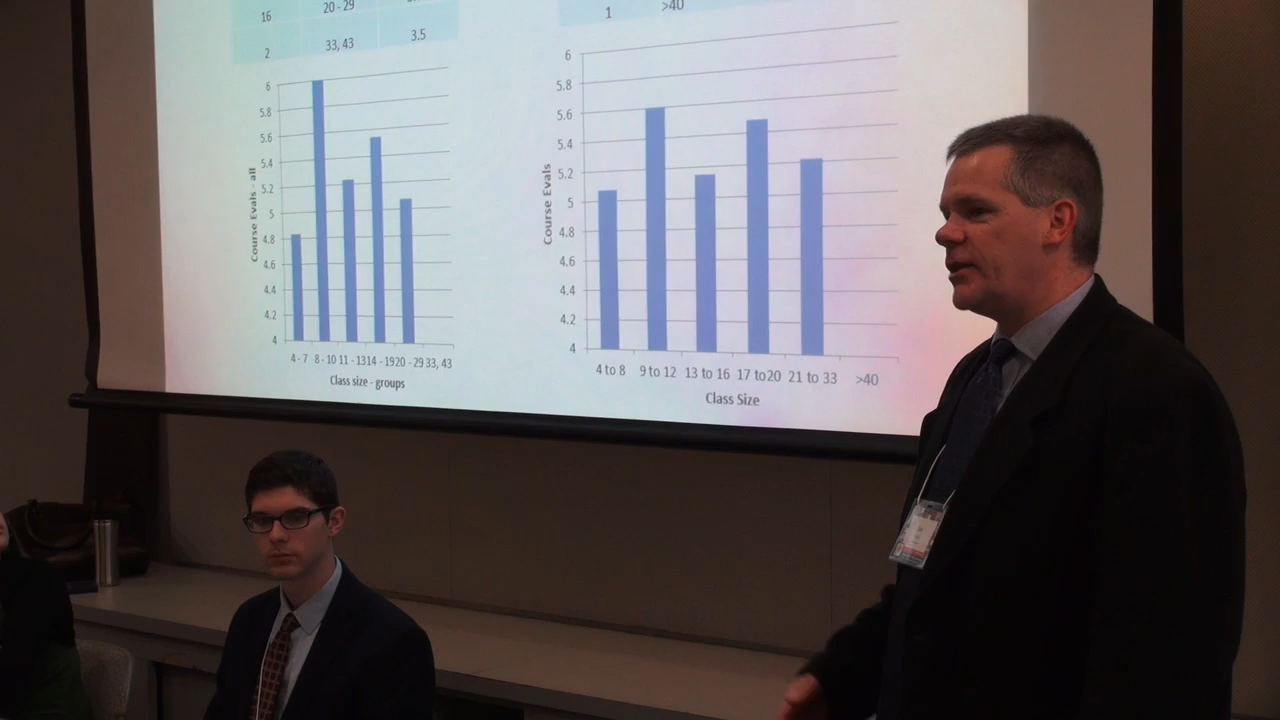 16 20 - 29
2 33, 43 3.5
1 >40
6
5.8
5.6
5.4
5.2
5
4.8
4.6
4.4
4.2
4
Course Evals - all
4 - 7 8 - 10 11 - 13 14 - 19 20 - 29 33, 43
Class size - groups
6
5.8
5.6
5.4
5.2
5
4.8
4.6
4.4
4.2
4
Course Evals
4 to 8 9 to 12 13 to 16 17 to20 21 to 33 >40
Class Size